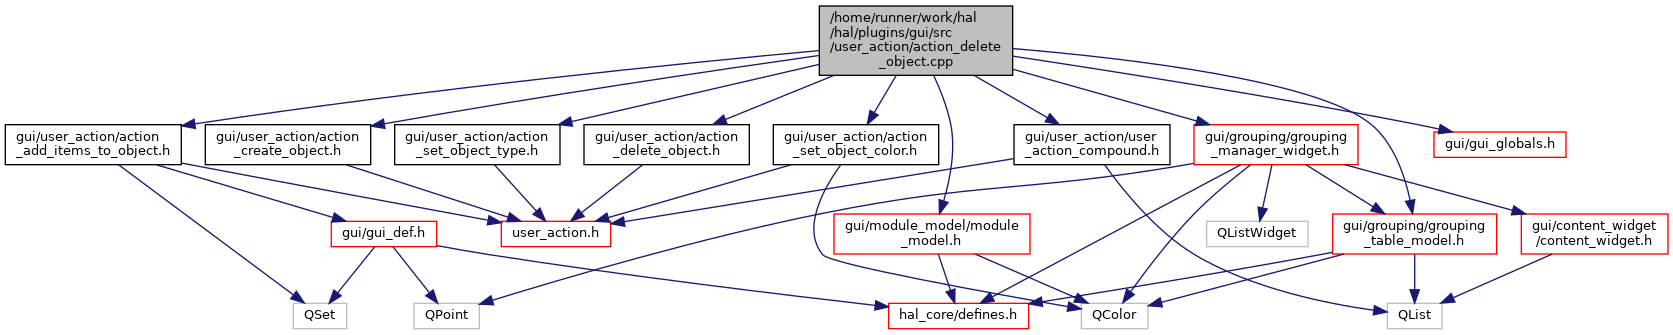 /home/runner/work/hal
/hal/plugins/gui/src
/user_action/action_delete
_object.cpp
gui/user_action/action
_add_items_to_object.h
gui/user_action/action
_create_object.h
gui/user_action/action
_set_object_type.h
gui/user_action/action
_delete_object.h
gui/user_action/action
_set_object_color.h
gui/user_action/user
_action_compound.h
gui/grouping/grouping
_manager_widget.h
gui/gui_globals.h
gui/gui_def.h
user_action.h
gui/module_model/module
_model.h
QListWidget
gui/grouping/grouping
_table_model.h
gui/content_widget
/content_widget.h
QSet
QPoint
hal_core/defines.h
QColor
QList